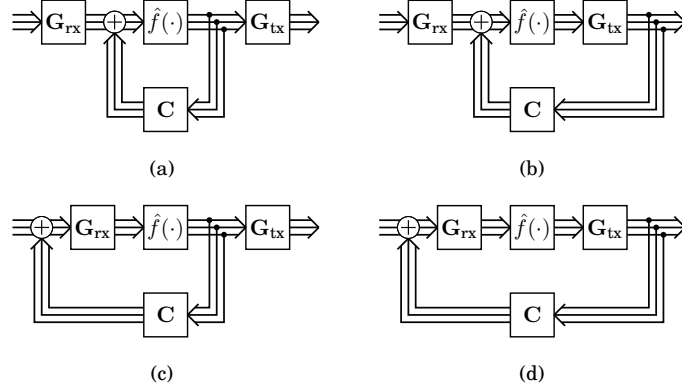 G_rx + f̂(·) G_tx
C
(a)
G_rx + f̂(·) G_tx
C
(b)
+ G_rx f̂(·) G_tx
C
(c)
+ G_rx f̂(·) G_tx
C
(d)